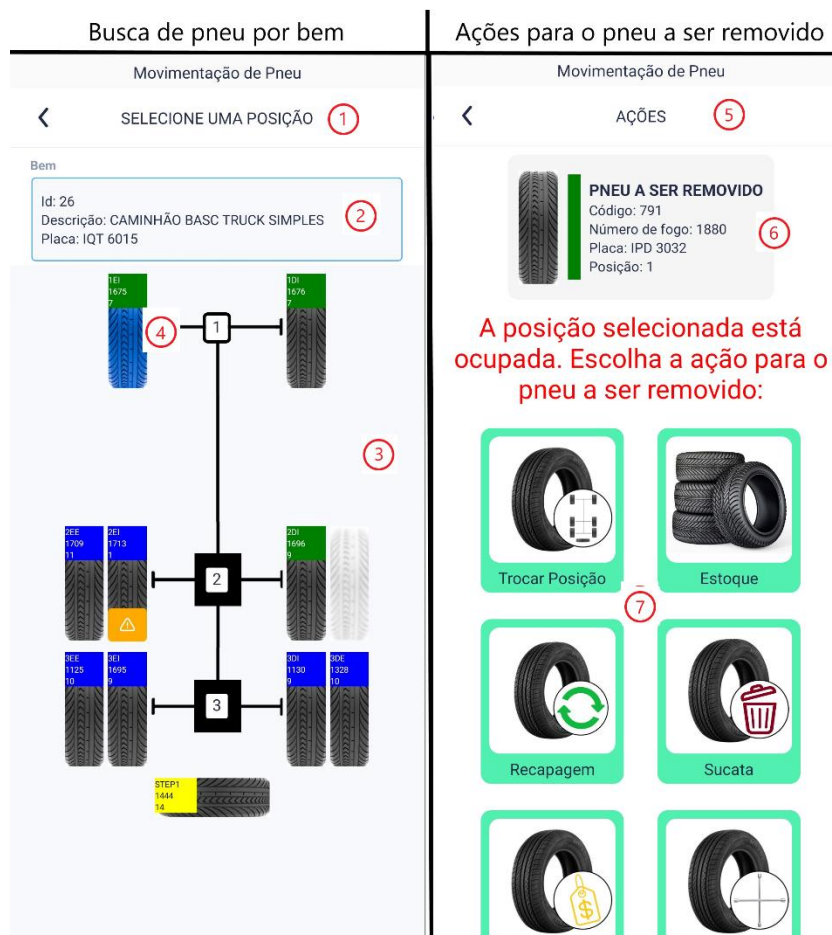 Busca de pneu por bem
Movimentação de Pneu
SELECIONE UMA POSIÇÃO
1
Bem
Id: 26
Descrição: CAMINHÃO BASC TRUCK SIMPLES
Placa: IQT 6015
2
1EI
1675
7
4
1
1DI
1676
7
3
2EE
1709
11
2EI
1713
1
2
2DI
1696
9
3EE
1125
10
3EI
1695
9
3
3DI
1130
9
3DE
1328
10
STEP1
1444
14
Ações para o pneu a ser removido
Movimentação de Pneu
AÇÕES
5
PNEU A SER REMOVIDO
Código: 791
Número de fogo: 1880
Placa: IPD 3032
Posição: 1
6
A posição selecionada está
ocupada. Escolha a ação para o
pneu a ser removido:
Trocar Posição
Estoque
7
Recapagem
Sucata
$